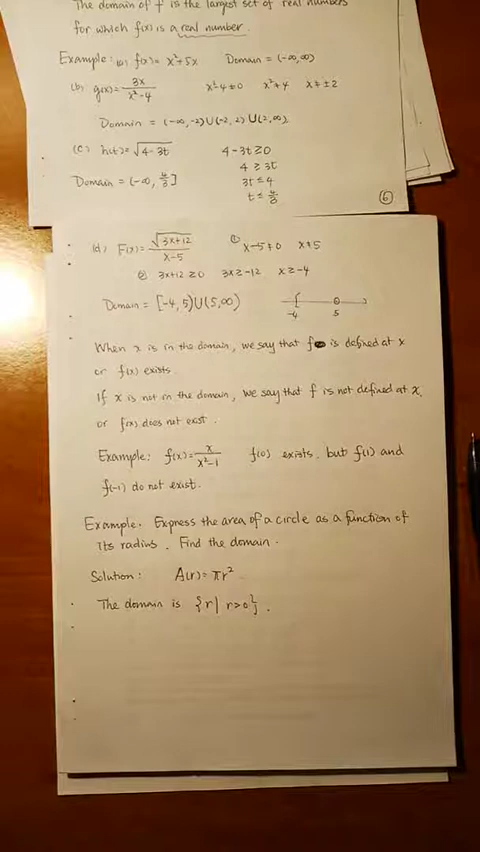 The domain of f is the largest set of real numbers
for which f(x) is a real number.
Example: (a) f(x) = x²+5x Domain = (-∞,∞)
(b) g(x) = 3x/(x²-4) x²-4≠0 x²≠4 x≠±2
Domain = (-∞,-2)∪(-2,2)∪(2,∞)
(c) h(t) = √(4-3t) 4-3t≥0
4≥3t
Domain = (-∞, 4/3] 3t≤4
t≤4/3
⑥
(d) F(x) = √(3x+12)/(x-5) ① x-5≠0 x≠5
② 3x+12≥0 3x≥-12 x≥-4
Domain = [-4,5)∪(5,∞)
-4 5
When x is in the domain, we say that f is defined at x
or f(x) exists.
If x is not in the domain, we say that f is not defined at x,
or f(x) does not exist.
Example: f(x) = x/(x²-1) f(0) exists, but f(1) and
f(-1) do not exist.
Example. Express the area of a circle as a function of
its radius. Find the domain.
Solution: A(r) = πr²
The domain is {r| r>0}.